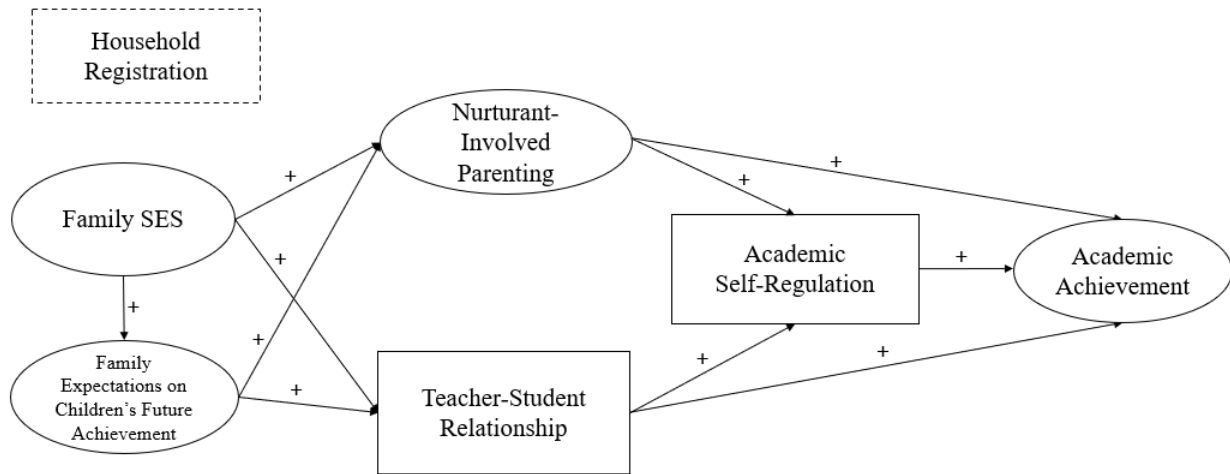 Household
Registration
Nurturant-
Involved
Parenting
+
+
+
Family SES
+
Academic
Self-Regulation
+
Academic
Achievement
+
+
+
+
+
+
Family
Expectations on
Children’s Future
Achievement
Teacher-Student
Relationship